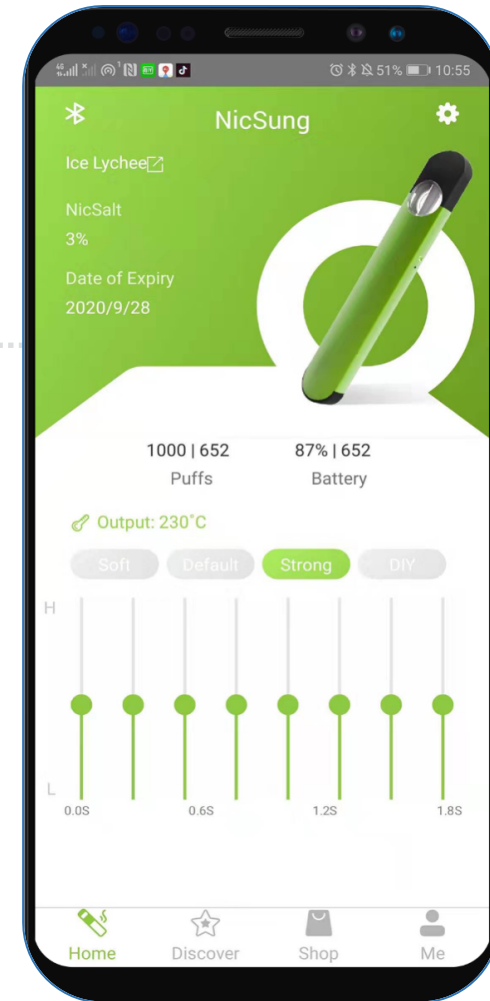 51% 10:55
NicSung
Ice Lychee
NicSalt
3%
Date of Expiry
2020/9/28
1000 | 652 87% | 652
Puffs Battery
Output: 230°C
Soft Default Strong DIY
H
L
0.0S 0.6S 1.2S 1.8S
Home Discover Shop Me